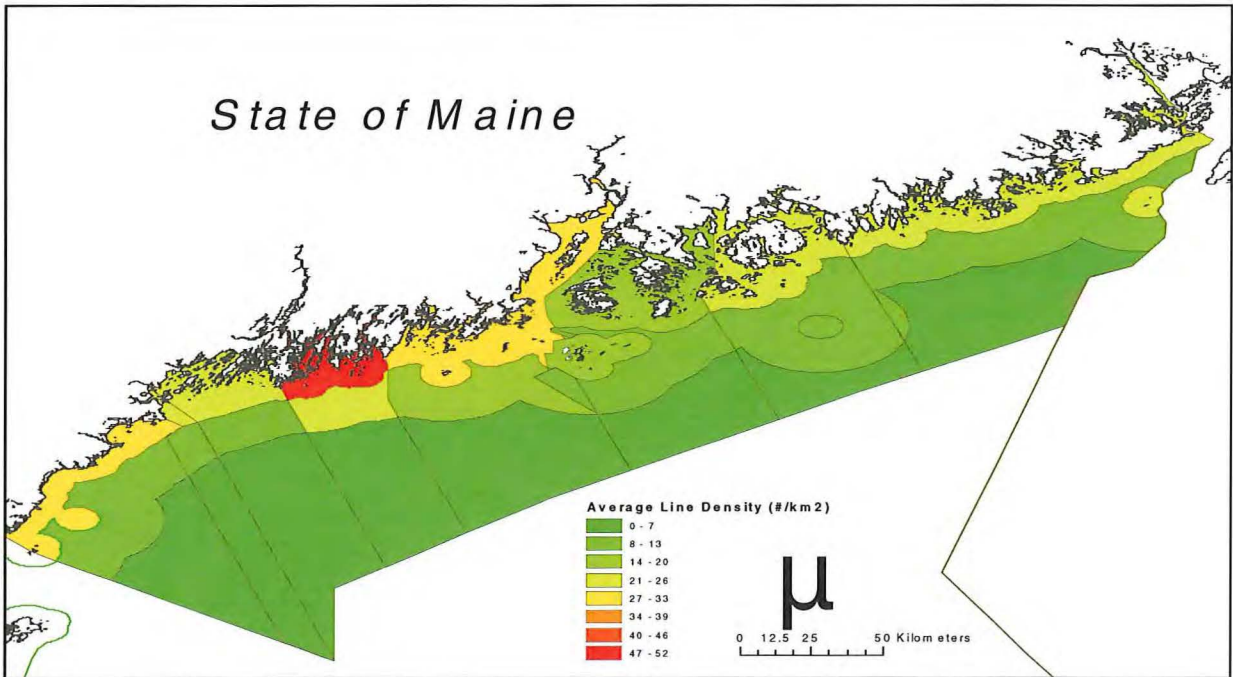 State of Maine
Average Line Density (#/km2)
0 - 7
8 - 13
14 - 20
21 - 26
27 - 33
34 - 39
40 - 46
47 - 52
µ
0 12.5 25 50 Kilometers